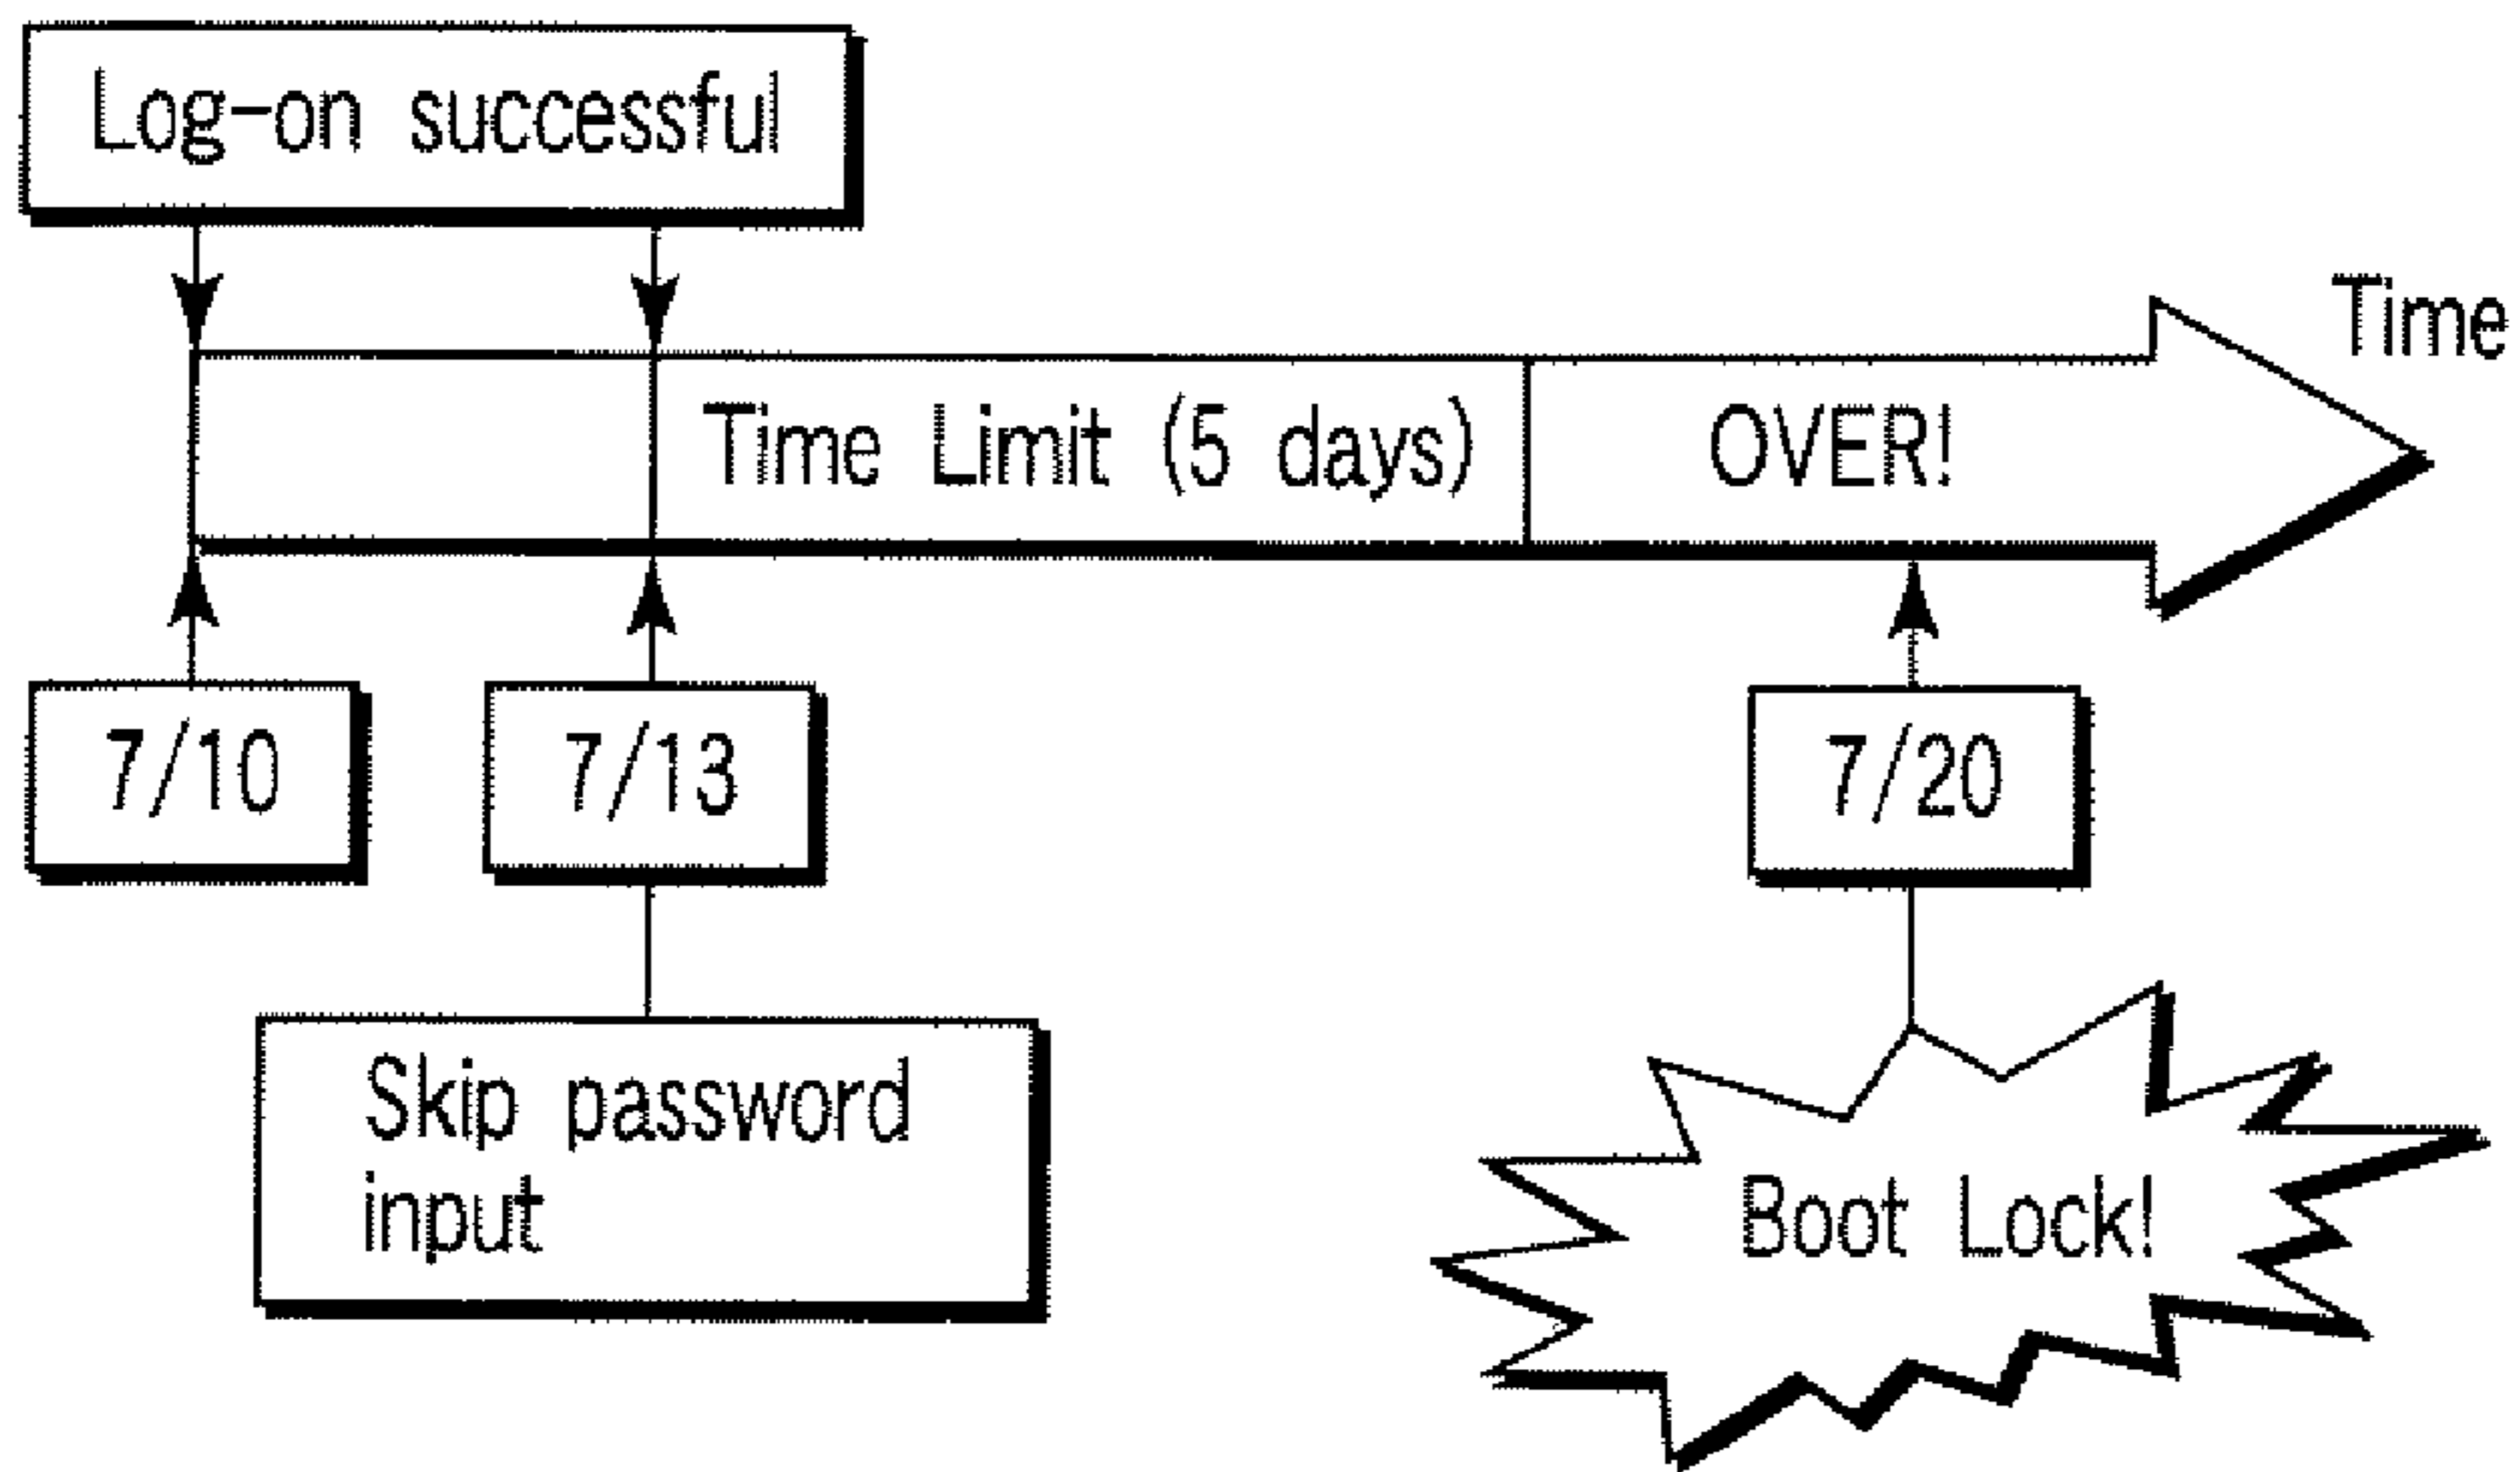 Log-on successful
Time
Time Limit (5 days)
OVER!
7/10
7/13
7/20
Skip password
input
Boot Lock!